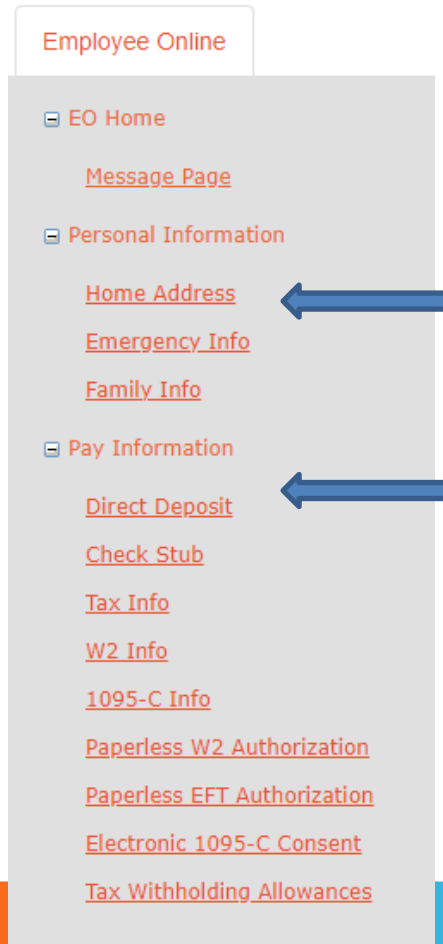 Employee Online
EO Home
Message Page
Personal Information
Home Address
Emergency Info
Family Info
Pay Information
Direct Deposit
Check Stub
Tax Info
W2 Info
1095-C Info
Paperless W2 Authorization
Paperless EFT Authorization
Electronic 1095-C Consent
Tax Withholding Allowances